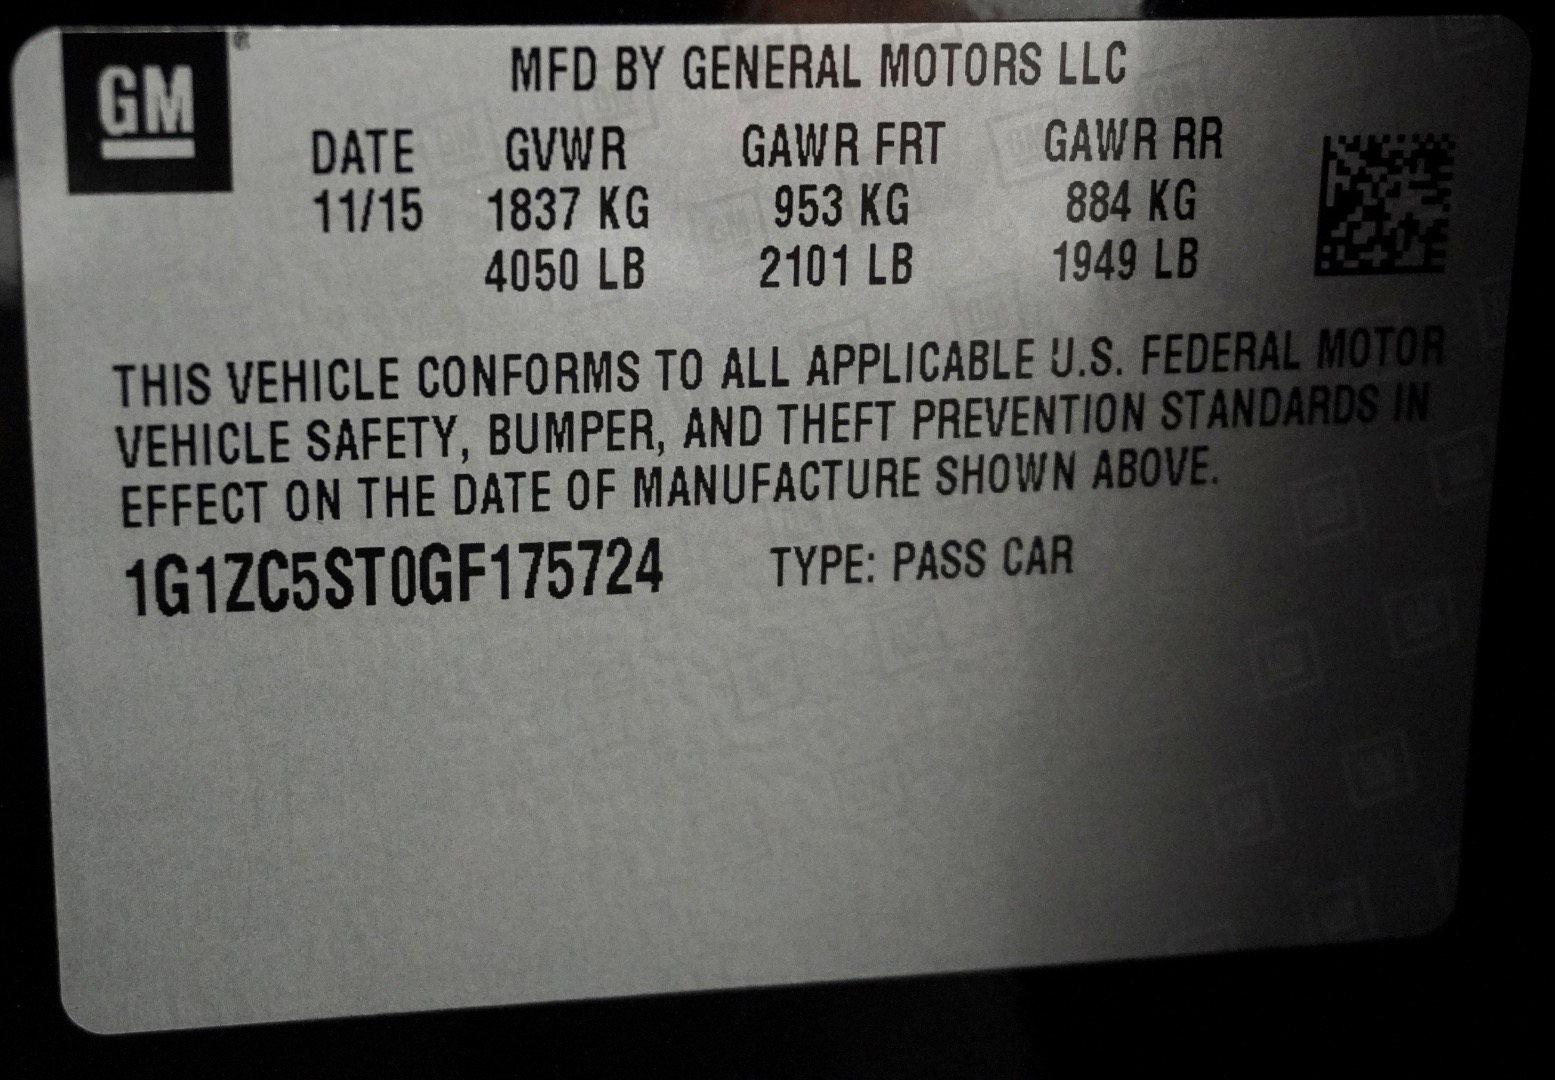 GM
MFD BY GENERAL MOTORS LLC
DATE GVWR GAWR FRT GAWR RR
11/15 1837 KG 953 KG 884 KG
4050 LB 2101 LB 1949 LB
THIS VEHICLE CONFORMS TO ALL APPLICABLE U.S. FEDERAL MOTOR
VEHICLE SAFETY, BUMPER, AND THEFT PREVENTION STANDARDS IN
EFFECT ON THE DATE OF MANUFACTURE SHOWN ABOVE.
1G1ZC5ST0GF175724 TYPE: PASS CAR